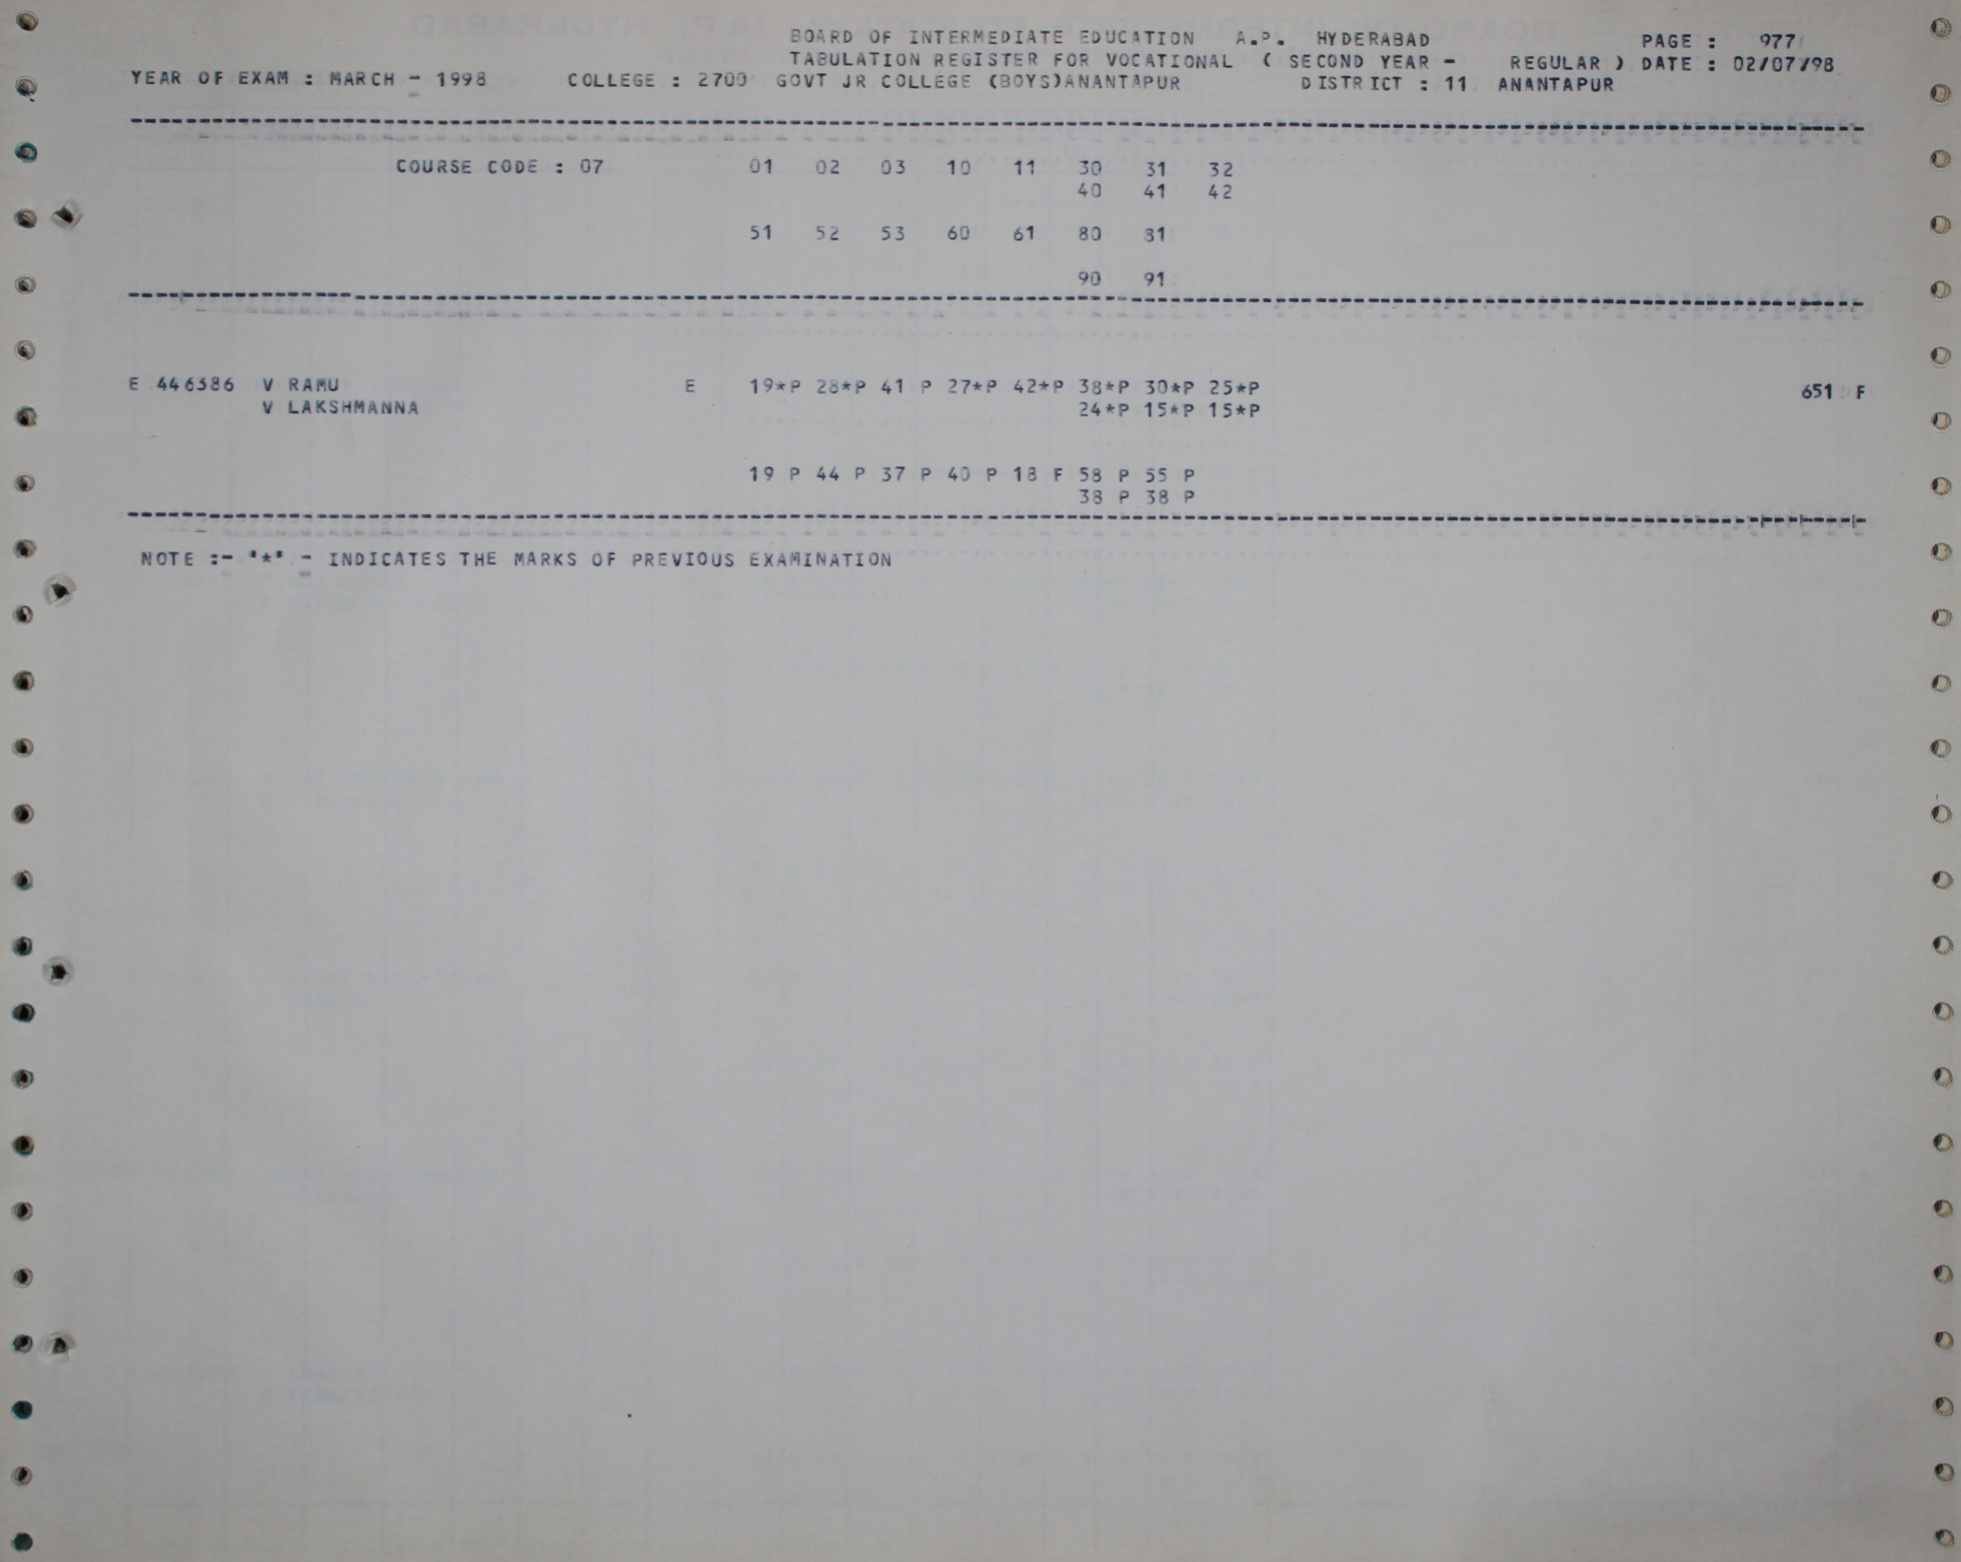 BOARD OF INTERMEDIATE EDUCATION A.P. HYDERABAD PAGE : 977
TABULATION REGISTER FOR VOCATIONAL ( SECOND YEAR - REGULAR ) DATE : 02/07/98
YEAR OF EXAM : MARCH - 1998 COLLEGE : 2700 GOVT JR COLLEGE (BOYS)ANANTAPUR DISTRICT : 11 ANANTAPUR
COURSE CODE : 07 01 02 03 10 11 30 31 32
40 41 42
51 52 53 60 61 80 81
90 91
E 446386 V RAMU E 19*P 28*P 41 P 27*P 42*P 38*P 30*P 25*P 651 F
V LAKSHMANNA 24*P 15*P 15*P
19 P 44 P 37 P 40 P 18 F 58 P 55 P
38 P 38 P
NOTE :- "*" - INDICATES THE MARKS OF PREVIOUS EXAMINATION